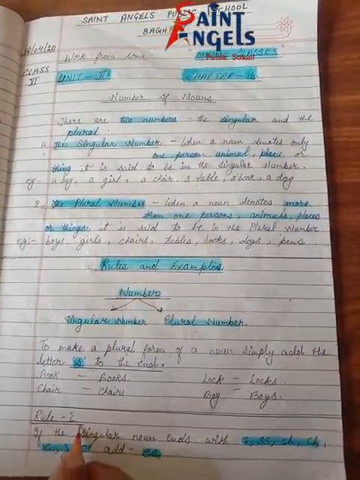 SAINT ANGELS PUBLIC SCHOOL
SAINT ANGELS
Public School
BAGH
ONLINE CLASSES
Work from home
CLASS VI
UNIT - II
CHAPTER -
Number of Nouns
There are two numbers - the singular and the
plural.
The Singular Number - When a noun denotes only
one person, animal, place or
thing it is said to be in the Singular Number.
eg:- a boy, a girl, a chair, a table, a dog
2. The Plural Number - When a noun denotes more
than one persons, animals, places
or things, it is said to be in the Plural Number
eg:- boys, girls, chairs, tables, books, dogs, pens
Rules and Examples
Numbers
Singular Number Plural Number.
To make a plural form of a noun simply add the
letter s to the end.
Book - Books Lock - Locks
Chair - Chairs Boy - Boys.
Rule - 2
If the singular noun ends with s, ss, sh, ch,
add - es